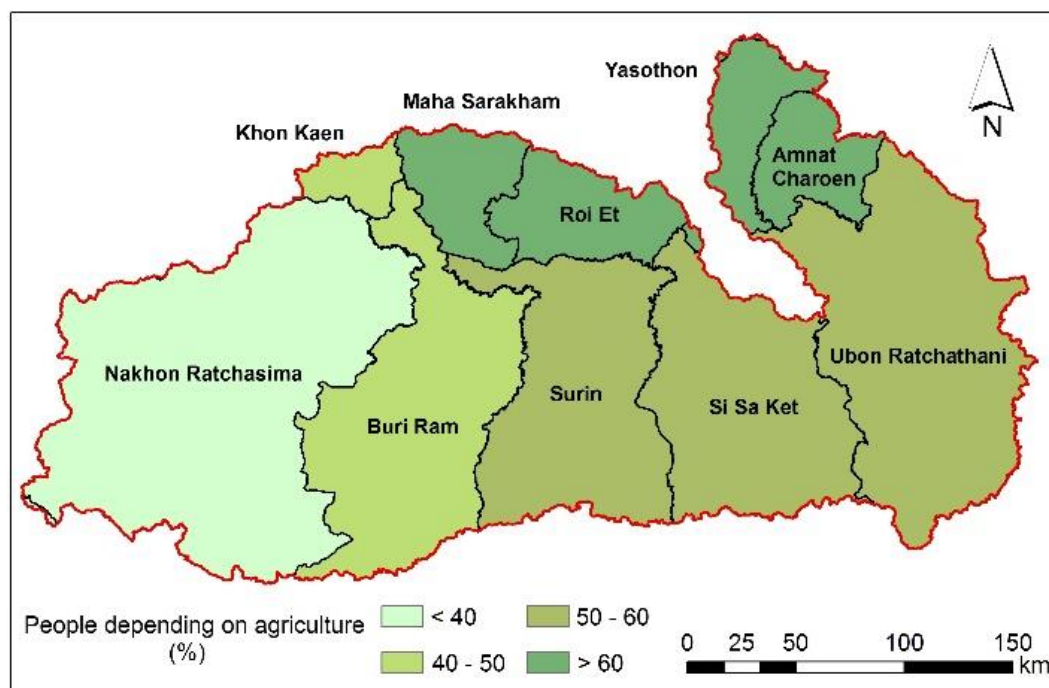 Yasothon
Maha Sarakham
Khon Kaen
N
Amnat
Charoen
Roi Et
Nakhon Ratchasima
Ubon Ratchathani
Surin
Si Sa Ket
Buri Ram
People depending on agriculture
(%)
< 40
50 - 60
40 - 50
> 60
0 25 50 100 150
km